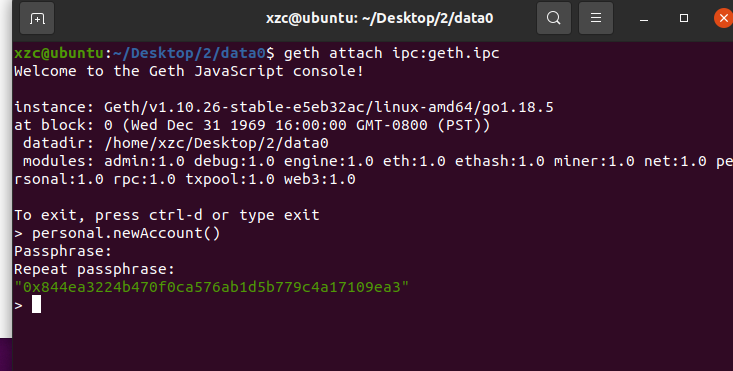 xzc@ubuntu: ~/Desktop/2/data0
xzc@ubuntu:~/Desktop/2/data0$ geth attach ipc:geth.ipc
Welcome to the Geth JavaScript console!
instance: Geth/v1.10.26-stable-e5eb32ac/linux-amd64/go1.18.5
at block: 0 (Wed Dec 31 1969 16:00:00 GMT-0800 (PST))
 datadir: /home/xzc/Desktop/2/data0
 modules: admin:1.0 debug:1.0 engine:1.0 eth:1.0 ethash:1.0 miner:1.0 net:1.0 pe
rsonal:1.0 rpc:1.0 txpool:1.0 web3:1.0
To exit, press ctrl-d or type exit
> personal.newAccount()
Passphrase:
Repeat passphrase:
"0x844ea3224b470f0ca576ab1d5b779c4a17109ea3"
>